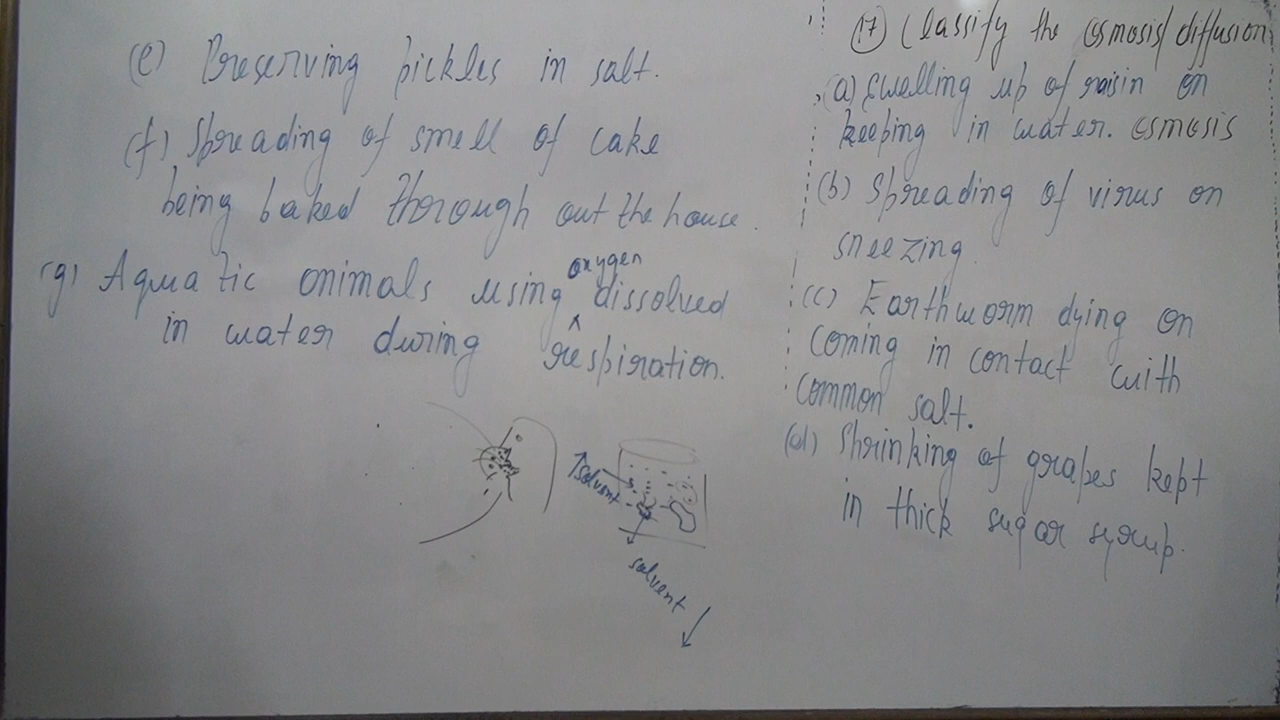 (17) Classify the osmosis/diffusion
(a) Swelling up of raisin on
keeping in water. osmosis
(b) Spreading of virus on
sneezing.
(c) Earthworm dying on
coming in contact with
common salt.
(d) Shrinking of grapes kept
in thick sugar syrup.
(e) Preserving pickles in salt.
(f) Spreading of smell of cake
being baked thorough out the house.
(g) Aquatic animals using oxygen dissolved
in water during respiration.
↑solvent
solvent ↓